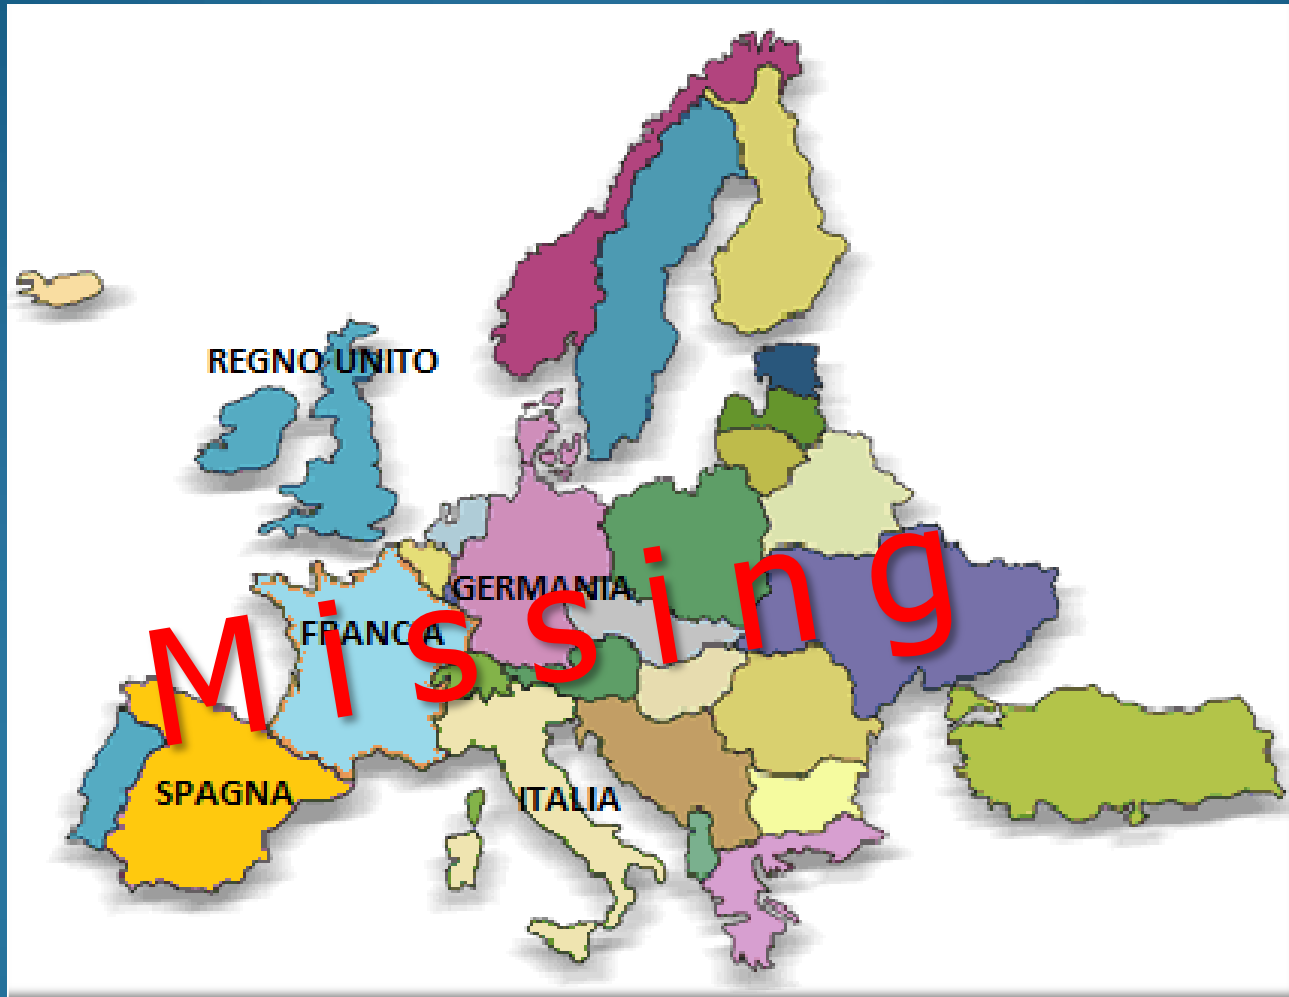 REGNO UNITO
GERMANIA
FRANCIA
Missing
SPAGNA
ITALIA